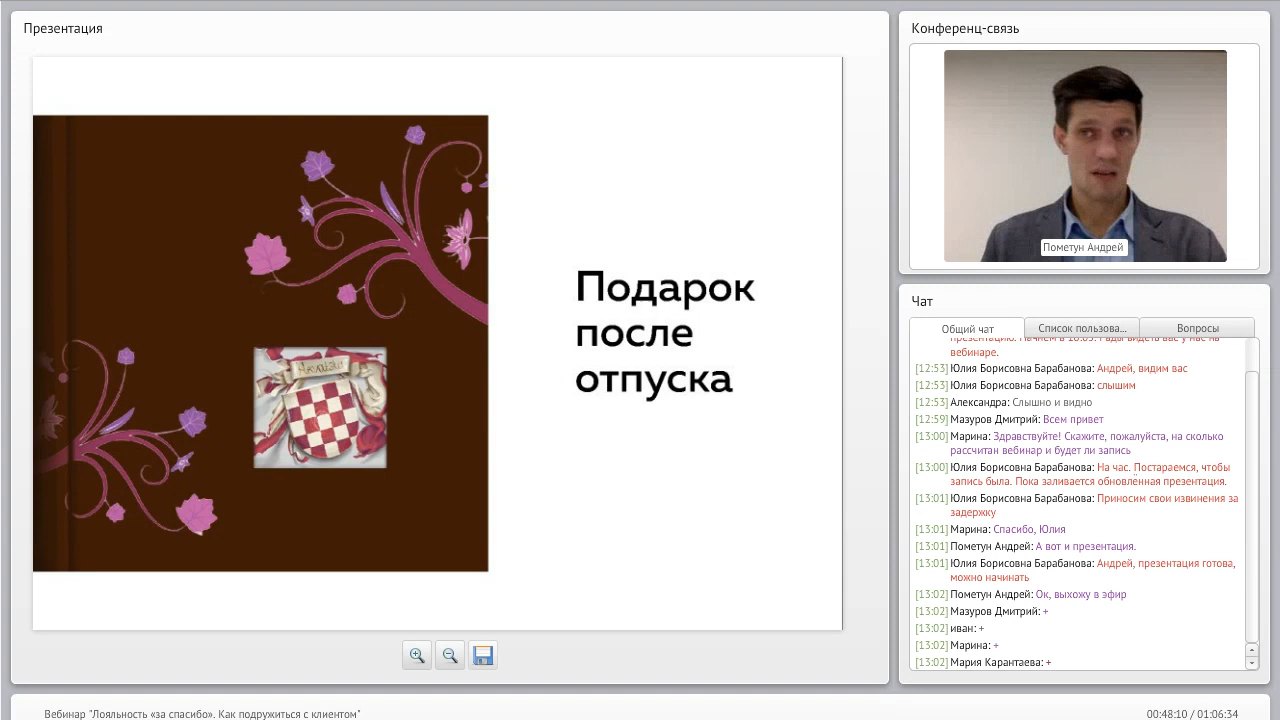 Презентация
Подарок
после
отпуска
Конференц-связь
Пометун Андрей
Чат
Общий чат
Список пользова...
Вопросы
вебинаре.
[12:53] Юлия Борисовна Барабанова: Андрей, видим вас
[12:53] Юлия Борисовна Барабанова: слышим
[12:53] Александра: Слышно и видно
[12:59] Мазуров Дмитрий: Всем привет
[13:00] Марина: Здравствуйте! Скажите, пожалуйста, на сколько
рассчитан вебинар и будет ли запись
[13:00] Юлия Борисовна Барабанова: На час. Постараемся, чтобы
запись была. Пока заливается обновлённая презентация.
[13:01] Юлия Борисовна Барабанова: Приносим свои извинения за
задержку
[13:01] Марина: Спасибо, Юлия
[13:01] Пометун Андрей: А вот и презентация.
[13:01] Юлия Борисовна Барабанова: Андрей, презентация готова,
можно начинать
[13:02] Пометун Андрей: Ок, выхожу в эфир
[13:02] Мазуров Дмитрий: +
[13:02] иван: +
[13:02] Марина: +
[13:02] Мария Карантаева: +
Вебинар "Лояльность «за спасибо». Как подружиться с клиентом"
00:48:10 / 01:06:34